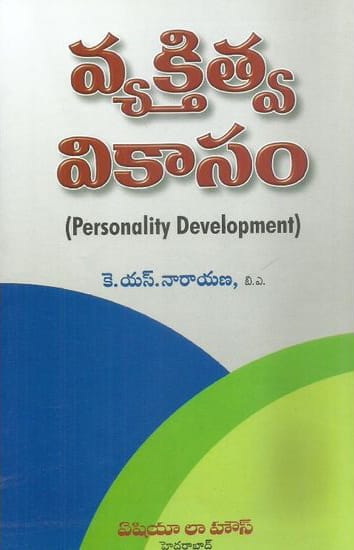 వ్యక్తిత్వ
వికాసం
(Personality Development)
కె.యస్.నారాయణ, బి.ఎ.
ఏషియా లా హౌస్
హైదరాబాద్